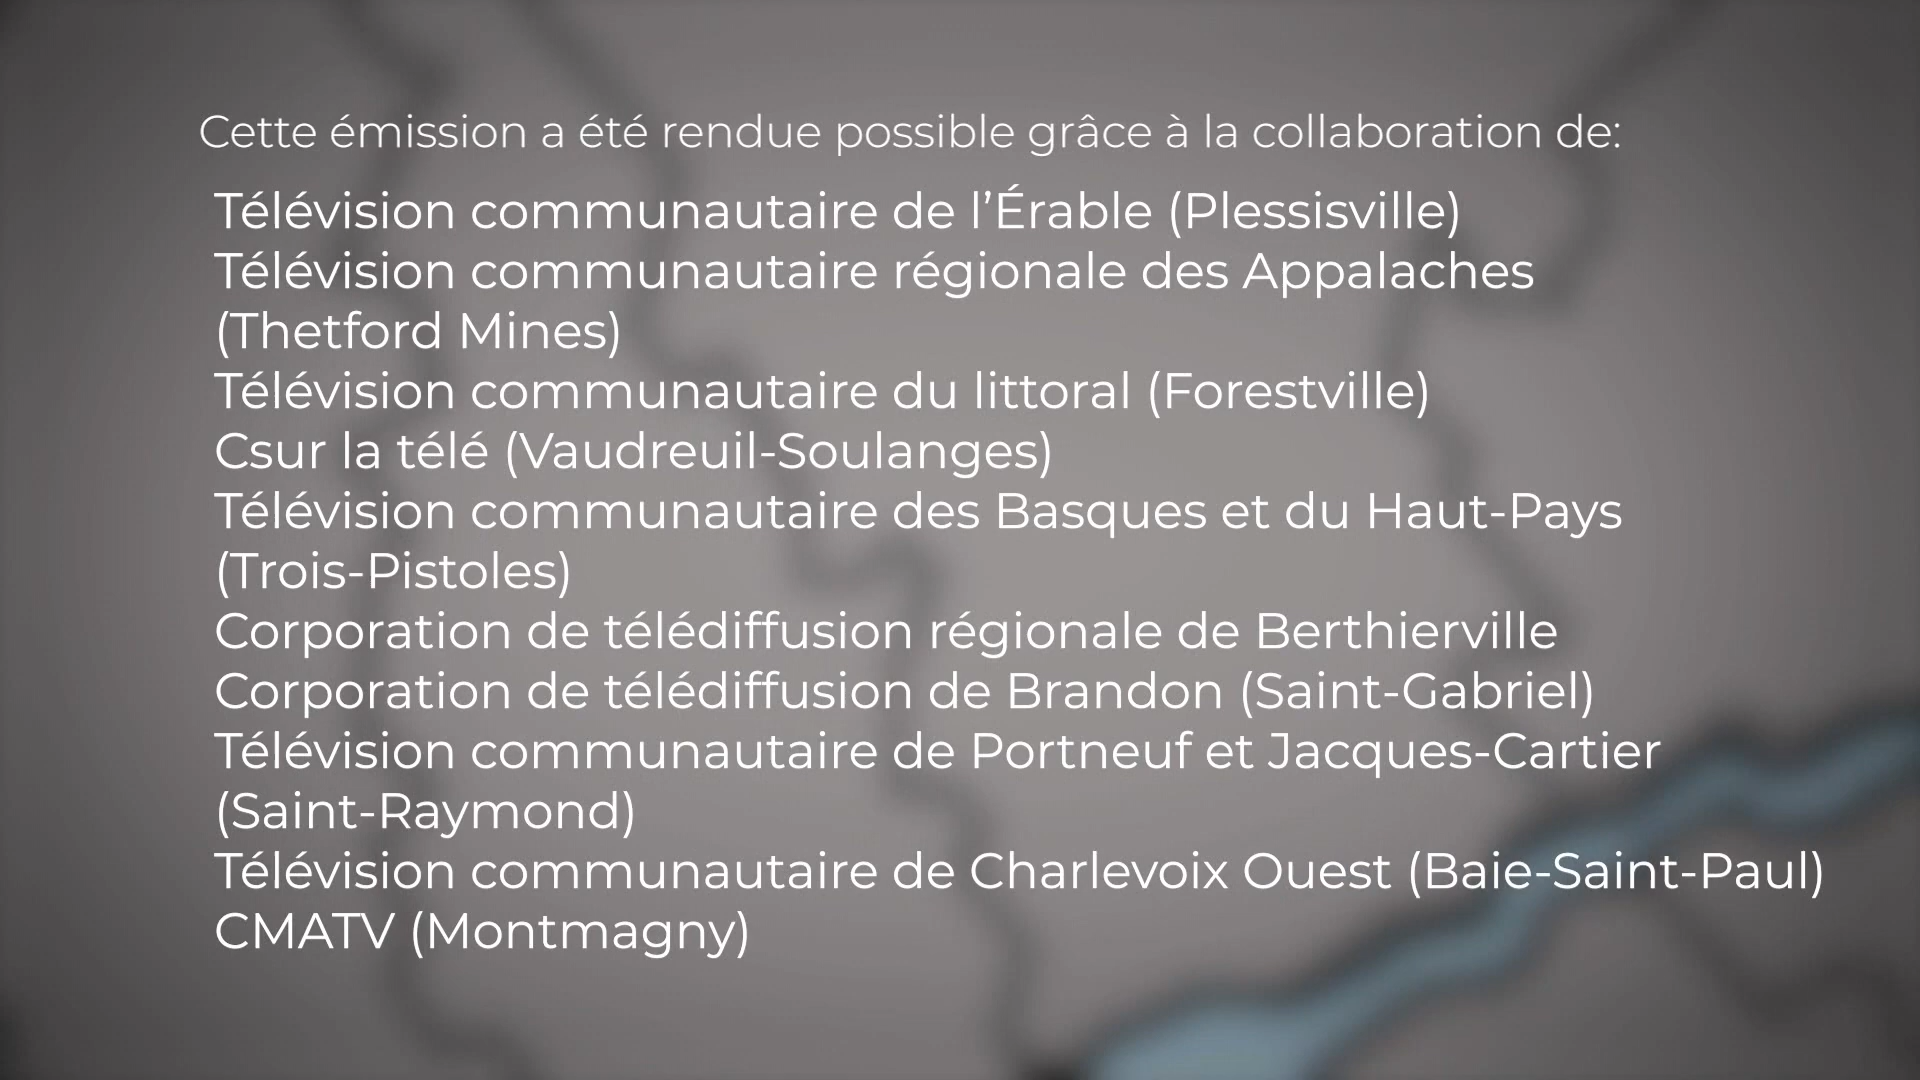 Cette émission a été rendue possible grâce à la collaboration de:
Télévision communautaire de l’Érable (Plessisville)
Télévision communautaire régionale des Appalaches
(Thetford Mines)
Télévision communautaire du littoral (Forestville)
Csur la télé (Vaudreuil-Soulanges)
Télévision communautaire des Basques et du Haut-Pays
(Trois-Pistoles)
Corporation de télédiffusion régionale de Berthierville
Corporation de télédiffusion de Brandon (Saint-Gabriel)
Télévision communautaire de Portneuf et Jacques-Cartier
(Saint-Raymond)
Télévision communautaire de Charlevoix Ouest (Baie-Saint-Paul)
CMATV (Montmagny)